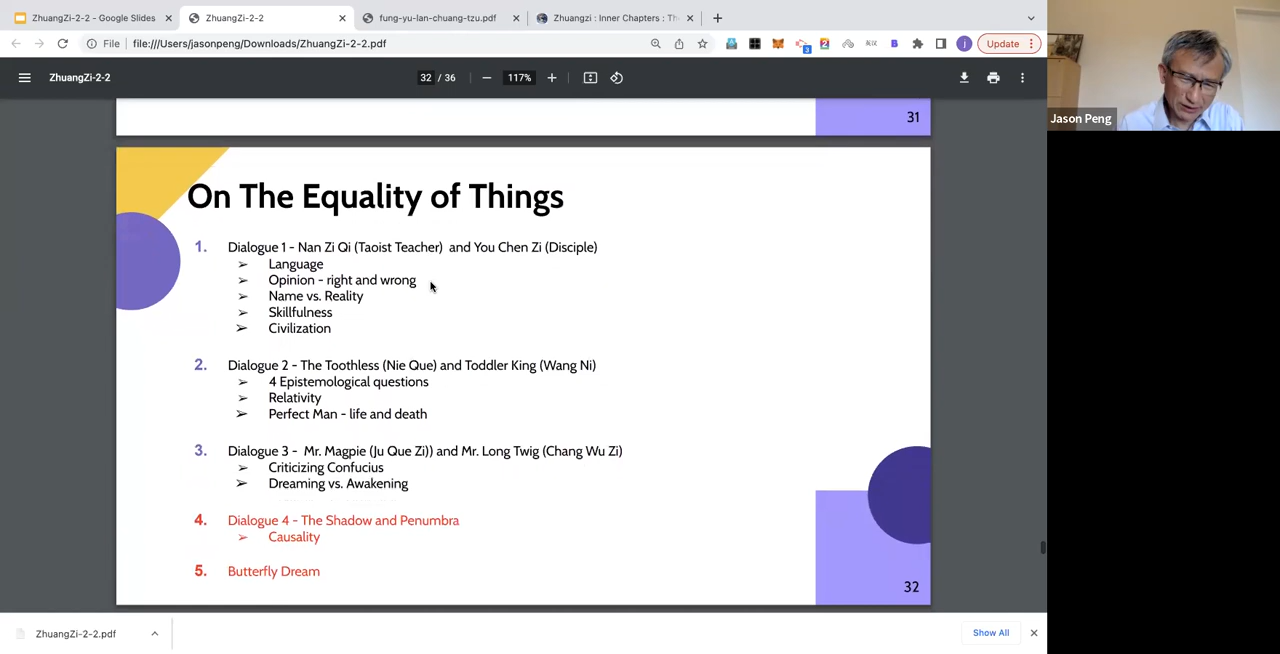 ZhuangZi-2-2 - Google Slides
ZhuangZi-2-2
fung-yu-lan-chuang-tzu.pdf
Zhuangzi : Inner Chapters : Th
File
file:///Users/jasonpeng/Downloads/ZhuangZi-2-2.pdf
3
j
Update
ZhuangZi-2-2
32 / 36
117%
Jason Peng
31
On The Equality of Things
1. Dialogue 1 - Nan Zi Qi (Taoist Teacher) and You Chen Zi (Disciple)
➢ Language
➢ Opinion - right and wrong
➢ Name vs. Reality
➢ Skillfulness
➢ Civilization
2. Dialogue 2 - The Toothless (Nie Que) and Toddler King (Wang Ni)
➢ 4 Epistemological questions
➢ Relativity
➢ Perfect Man - life and death
3. Dialogue 3 - Mr. Magpie (Ju Que Zi)) and Mr. Long Twig (Chang Wu Zi)
➢ Criticizing Confucius
➢ Dreaming vs. Awakening
4. Dialogue 4 - The Shadow and Penumbra
➢ Causality
5. Butterfly Dream
32
ZhuangZi-2-2.pdf
Show All